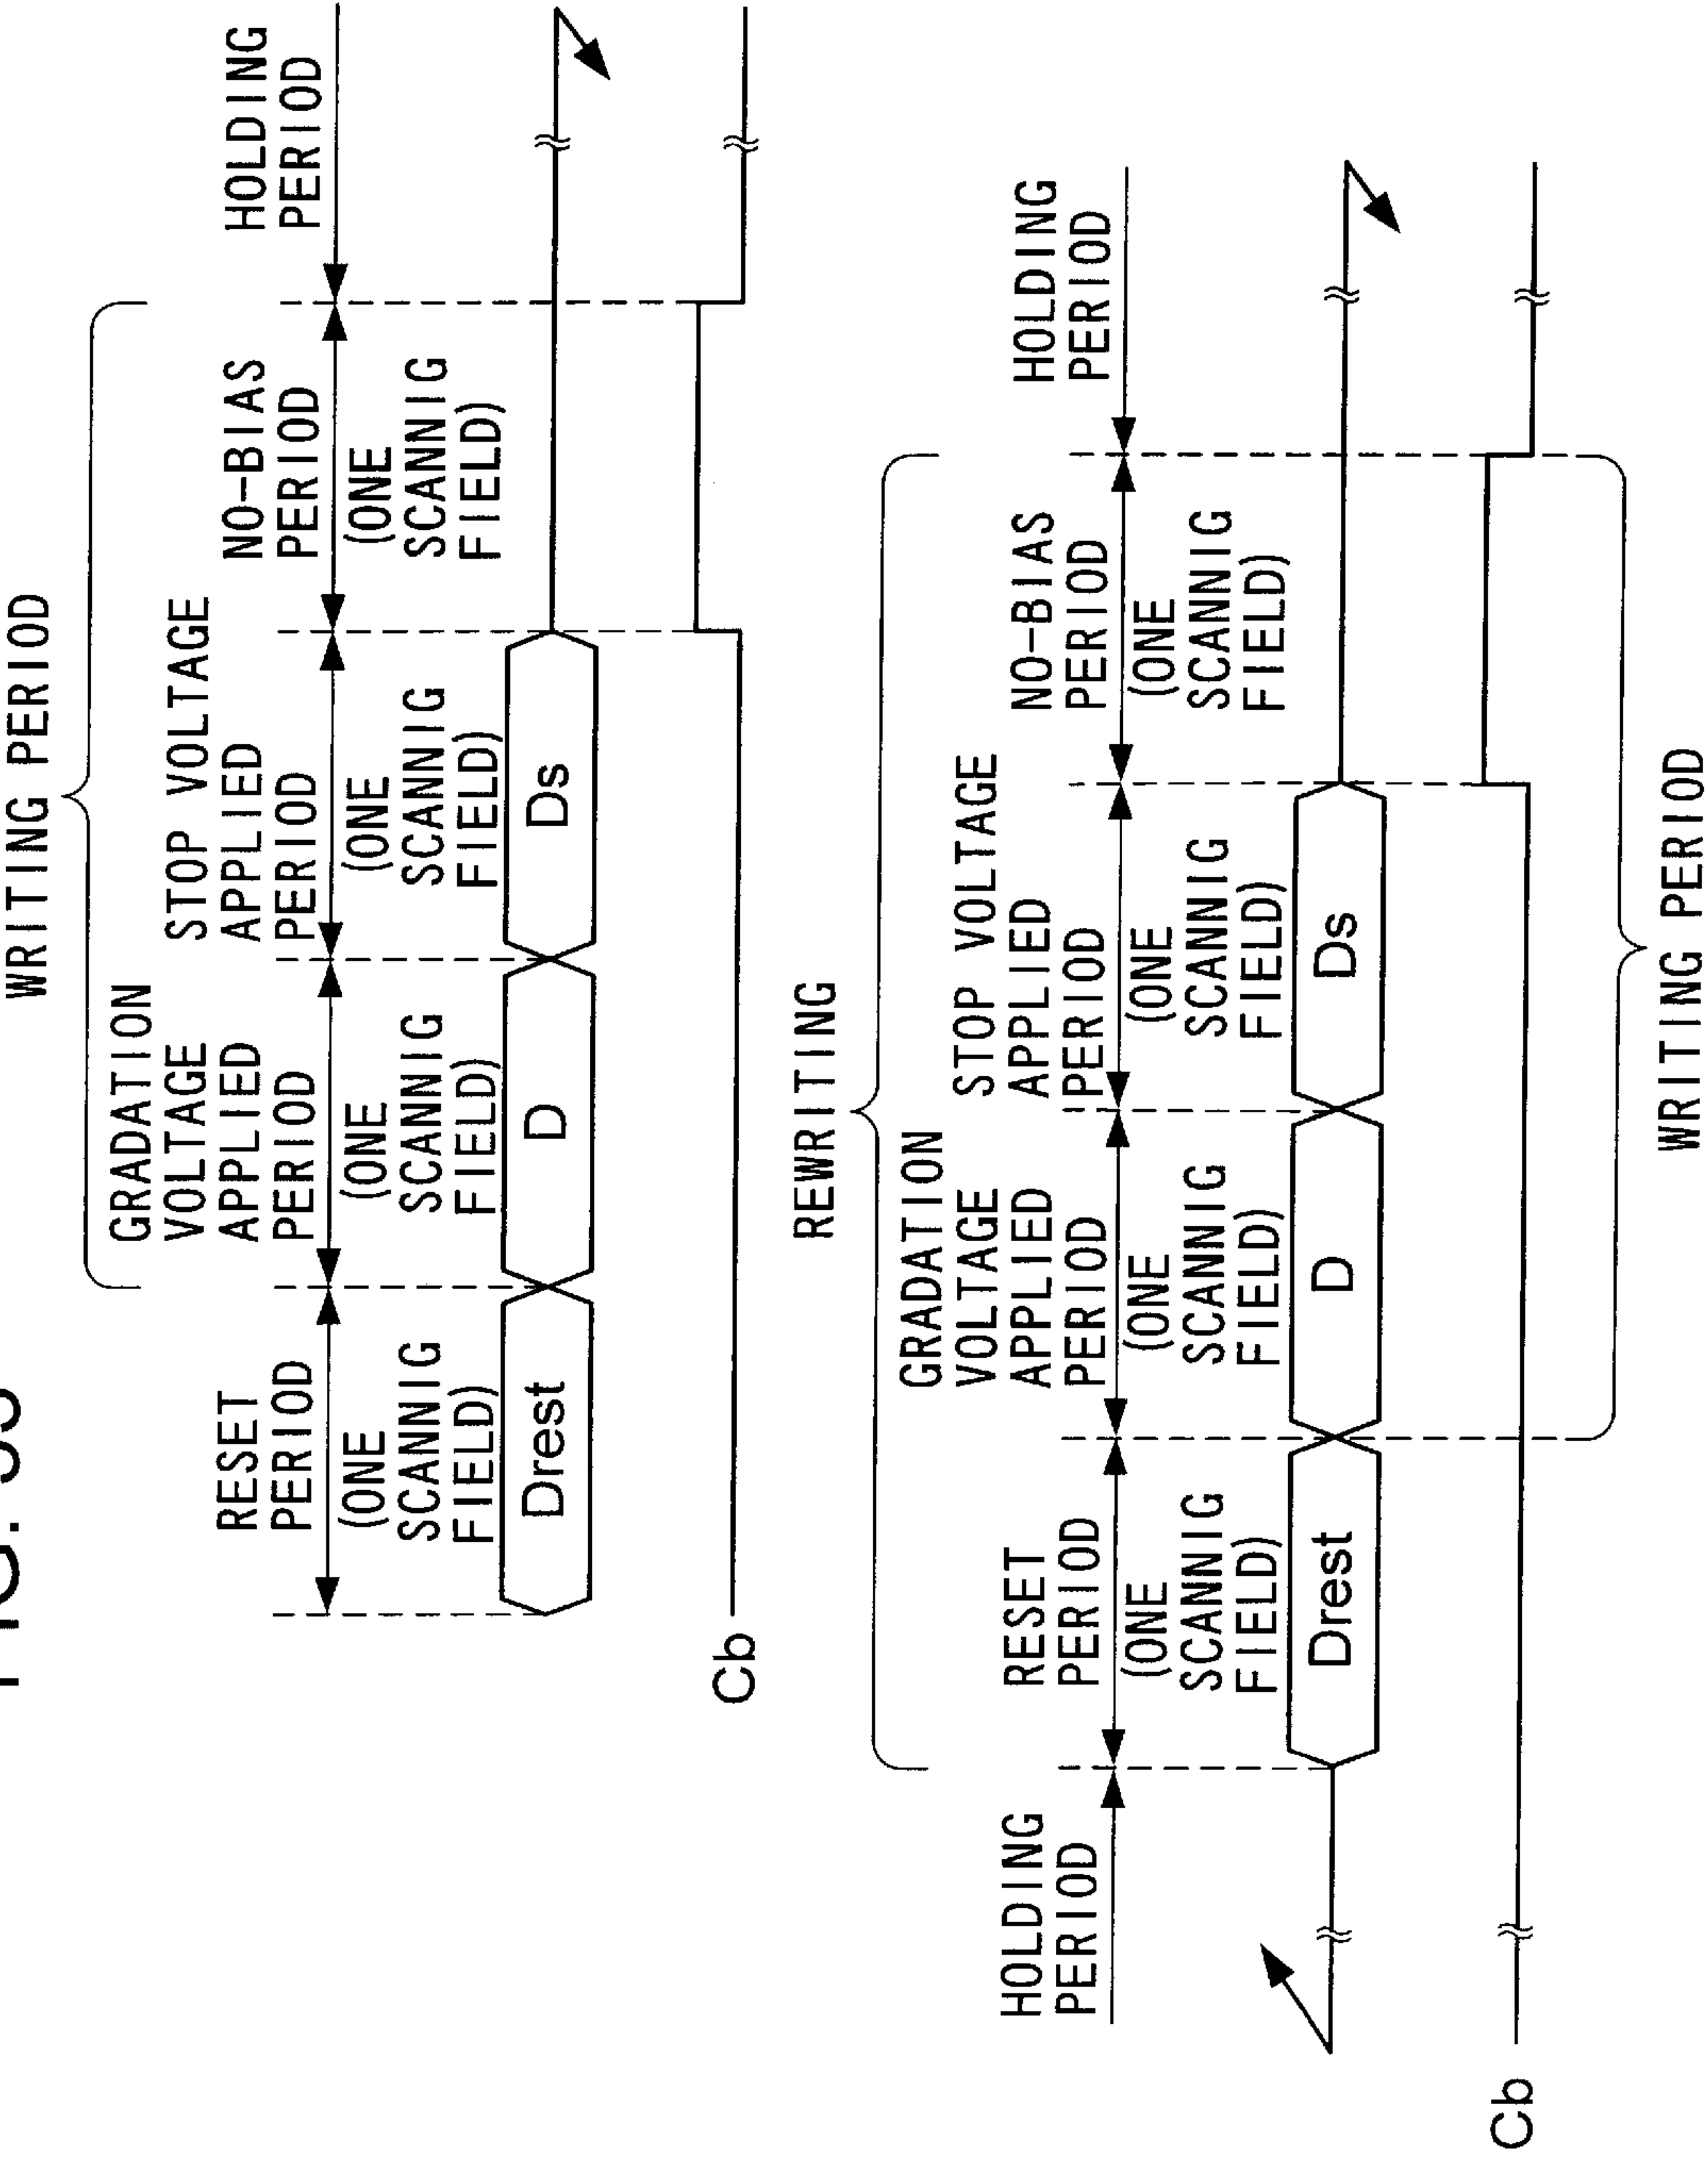 WRITING PERIOD
RESET
PERIOD
(ONE
SCANNIG
FIELD)
GRADATION
VOLTAGE
APPLIED
PERIOD
(ONE
SCANNIG
FIELD)
STOP VOLTAGE
APPLIED
PERIOD
(ONE
SCANNIG
FIELD)
NO-BIAS
PERIOD
(ONE
SCANNIG
FIELD)
HOLDING
PERIOD
Drest
D
Ds
Cb
REWRITING
HOLDING
PERIOD
RESET
PERIOD
(ONE
SCANNIG
FIELD)
GRADATION
VOLTAGE
APPLIED
PERIOD
(ONE
SCANNIG
FIELD)
STOP VOLTAGE
APPLIED
PERIOD
(ONE
SCANNIG
FIELD)
NO-BIAS
PERIOD
(ONE
SCANNIG
FIELD)
HOLDING
PERIOD
Drest
D
Ds
Cb
WRITING PERIOD